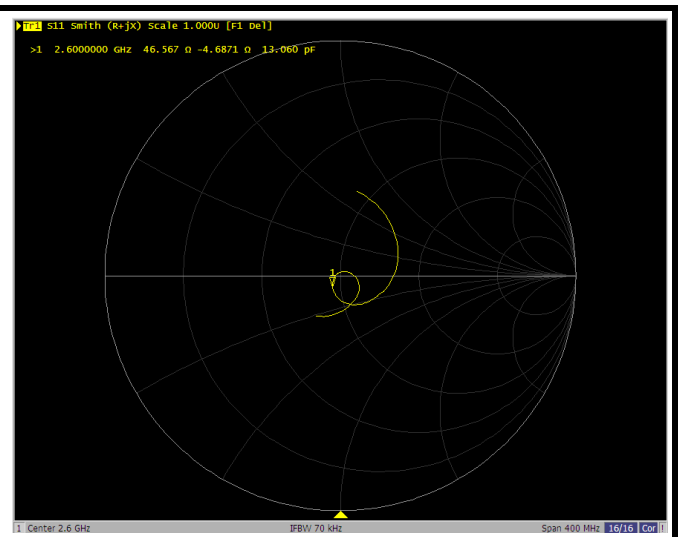 Tr1 S11 Smith (R+jX) Scale 1.000U [F1 Del]
>1 2.6000000 GHz 46.567 Ω -4.6871 Ω 13.060 pF
1
1 Center 2.6 GHz IFBW 70 kHz Span 400 MHz 16/16 Cor !